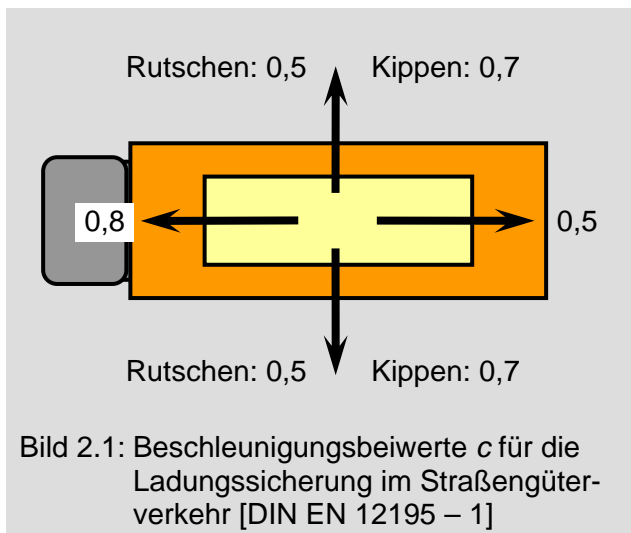 Rutschen: 0,5 Kippen: 0,7
0,8 0,5
Rutschen: 0,5 Kippen: 0,7
Bild 2.1: Beschleunigungsbeiwerte c für die
Ladungssicherung im Straßengüter-
verkehr [DIN EN 12195 – 1]